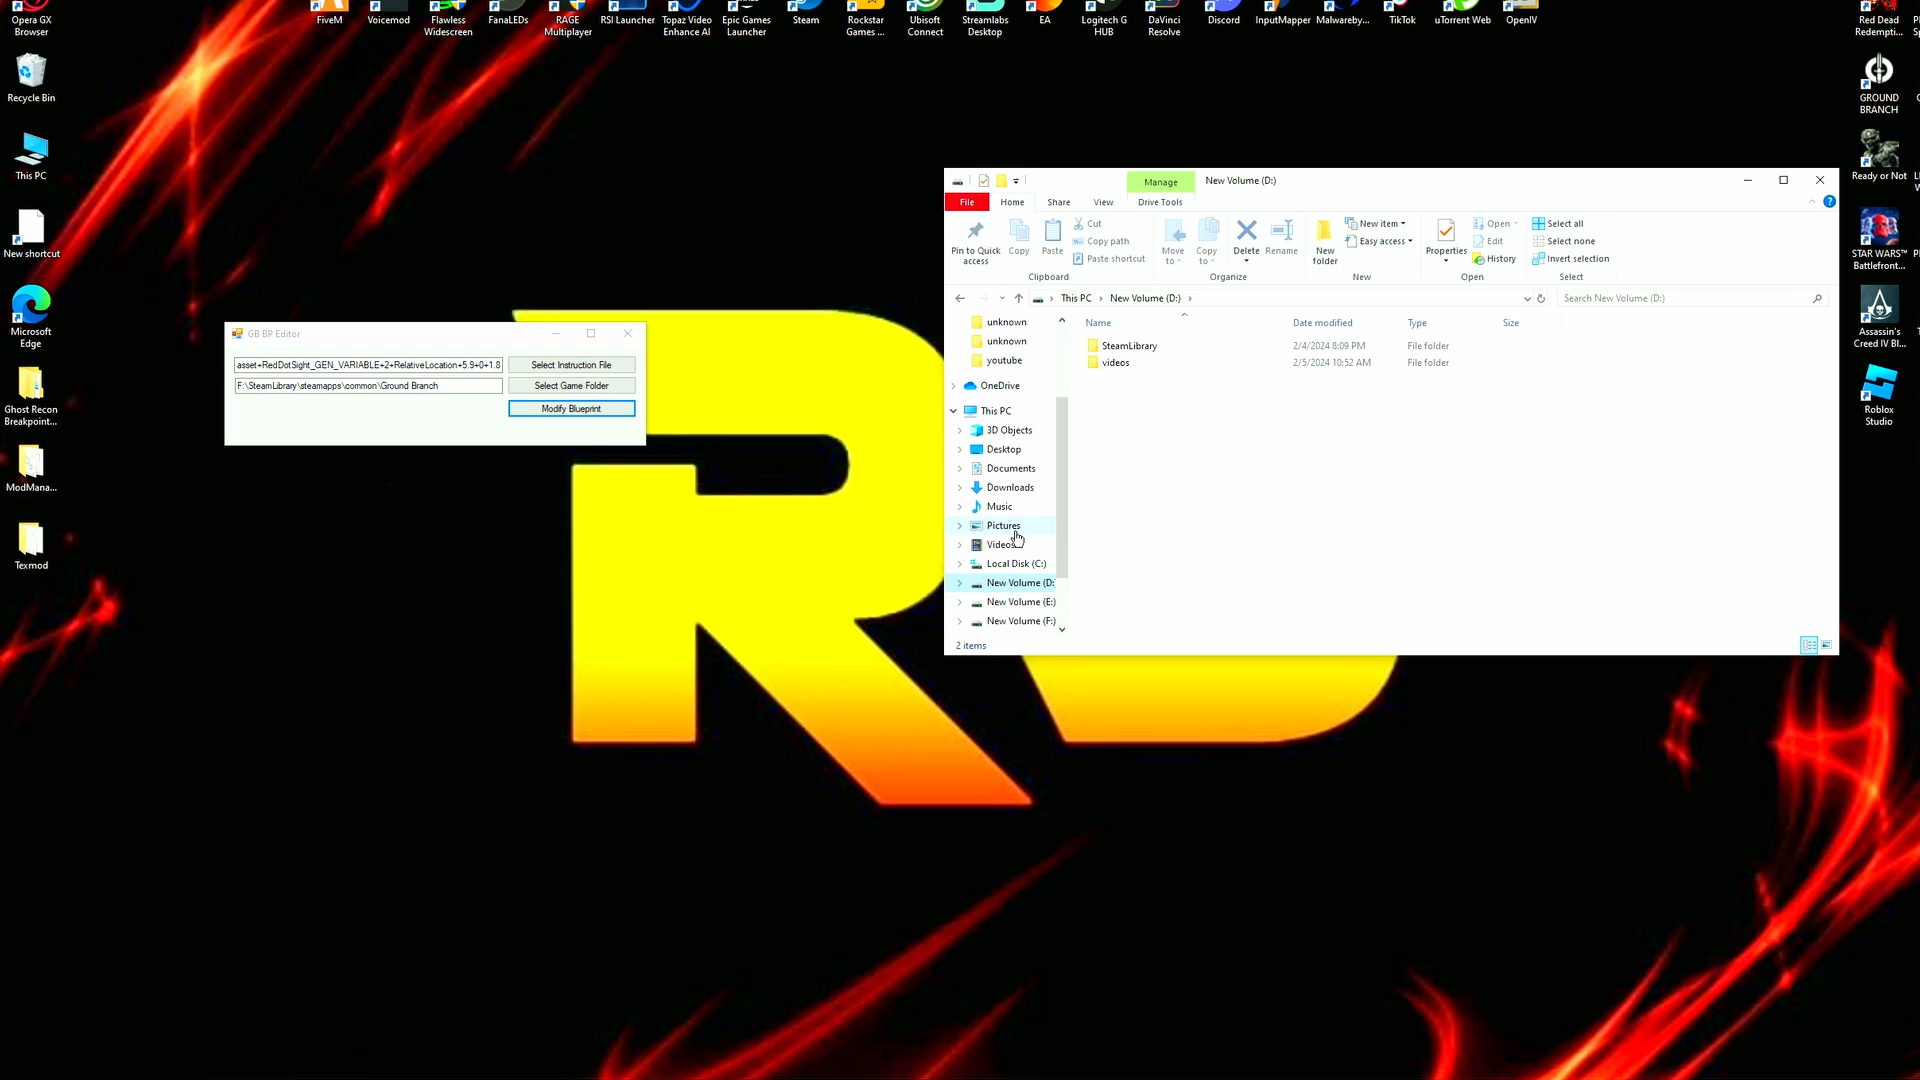 Opera GX
Browser
FiveM
Voicemod
Flawless
Widescreen
FanaLEDs
RAGE
Multiplayer
RSI Launcher
Topaz Video
Enhance AI
Epic Games
Launcher
Steam
Rockstar
Games ...
Ubisoft
Connect
Streamlabs
Desktop
EA
Logitech G
HUB
DaVinci
Resolve
Discord
InputMapper
Malwareby...
TikTok
uTorrent Web
OpenIV
Red Dead
Redempti...
Recycle Bin
This PC
New shortcut
Microsoft
Edge
Ghost Recon
Breakpoint...
ModMana...
Texmod
GROUND
BRANCH
Ready or Not
STAR WARS™
Battlefront...
Assassin's
Creed IV Bl...
Roblox
Studio
GB BP Editor
asset+RedDotSight_GEN_VARIABLE+2+RelativeLocation+5.9+0+1.8
Select Instruction File
F:\SteamLibrary\steamapps\common\Ground Branch
Select Game Folder
Modify Blueprint
Manage
New Volume (D:)
File
Home
Share
View
Drive Tools
Pin to Quick
access
Copy
Paste
Cut
Copy path
Paste shortcut
Clipboard
Move
to
Copy
to
Delete
Rename
Organize
New
folder
New item
Easy access
New
Properties
Open
Edit
History
Open
Select all
Select none
Invert selection
Select
This PC
New Volume (D:)
Search New Volume (D:)
unknown
unknown
youtube
OneDrive
This PC
3D Objects
Desktop
Documents
Downloads
Music
Pictures
Videos
Local Disk (C:)
New Volume (D:
New Volume (E:)
New Volume (F:)
Name
Date modified
Type
Size
SteamLibrary
2/4/2024 8:09 PM
File folder
videos
2/5/2024 10:52 AM
File folder
2 items
R